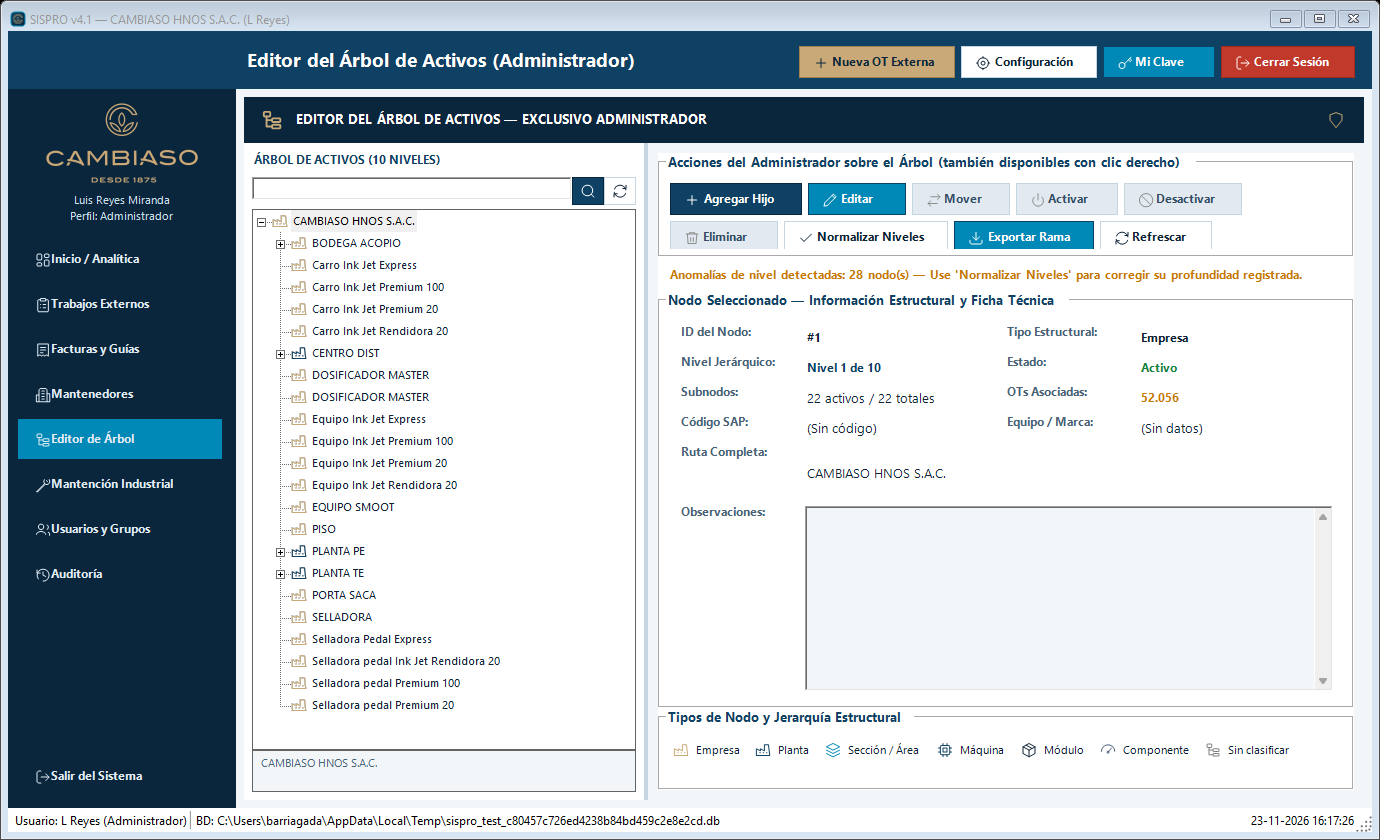 SISPRO v4.1 — CAMBIASO HNOS S.A.C. (L Reyes)
Editor del Árbol de Activos (Administrador)
Nueva OT Externa
Configuración
Mi Clave
Cerrar Sesión
CAMBIASO
DESDE 1875
Luis Reyes Miranda
Perfil: Administrador
Inicio / Analítica
Trabajos Externos
Facturas y Guías
Mantenedores
Editor de Árbol
Mantención Industrial
Usuarios y Grupos
Auditoría
Salir del Sistema
EDITOR DEL ÁRBOL DE ACTIVOS — EXCLUSIVO ADMINISTRADOR
ÁRBOL DE ACTIVOS (10 NIVELES)
CAMBIASO HNOS S.A.C.
BODEGA ACOPIO
Carro Ink Jet Express
Carro Ink Jet Premium 100
Carro Ink Jet Premium 20
Carro Ink Jet Rendidora 20
CENTRO DIST
DOSIFICADOR MASTER
DOSIFICADOR MASTER
Equipo Ink Jet Express
Equipo Ink Jet Premium 100
Equipo Ink Jet Premium 20
Equipo Ink Jet Rendidora 20
EQUIPO SMOOT
PISO
PLANTA PE
PLANTA TE
PORTA SACA
SELLADORA
Selladora Pedal Express
Selladora pedal Ink Jet Rendidora 20
Selladora pedal Premium 100
Selladora pedal Premium 20
CAMBIASO HNOS S.A.C.
Acciones del Administrador sobre el Árbol (también disponibles con clic derecho)
Agregar Hijo
Editar
Mover
Activar
Desactivar
Eliminar
Normalizar Niveles
Exportar Rama
Refrescar
Anomalías de nivel detectadas: 28 nodo(s) — Use 'Normalizar Niveles' para corregir su profundidad registrada.
Nodo Seleccionado — Información Estructural y Ficha Técnica
ID del Nodo: #1 Tipo Estructural: Empresa
Nivel Jerárquico: Nivel 1 de 10 Estado: Activo
Subnodos: 22 activos / 22 totales OTs Asociadas: 52.056
Código SAP: (Sin código) Equipo / Marca: (Sin datos)
Ruta Completa:
CAMBIASO HNOS S.A.C.
Observaciones:
Tipos de Nodo y Jerarquía Estructural
Empresa Planta Sección / Área Máquina Módulo Componente Sin clasificar
Usuario: L Reyes (Administrador) BD: C:\Users\barriagada\AppData\Local\Temp\sispro_test_c80457c726ed4238b84bd459c2e8e2cd.db 23-11-2026 16:17:26